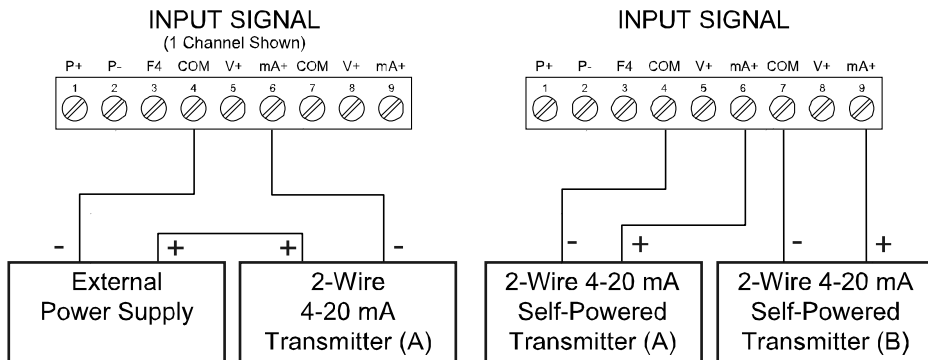 INPUT SIGNAL
(1 Channel Shown)
P+ P- F4 COM V+ mA+ COM V+ mA+
1 2 3 4 5 6 7 8 9
- + + -
External
Power Supply
2-Wire
4-20 mA
Transmitter (A)
INPUT SIGNAL
P+ P- F4 COM V+ mA+ COM V+ mA+
1 2 3 4 5 6 7 8 9
- + - +
2-Wire 4-20 mA
Self-Powered
Transmitter (A)
2-Wire 4-20 mA
Self-Powered
Transmitter (B)